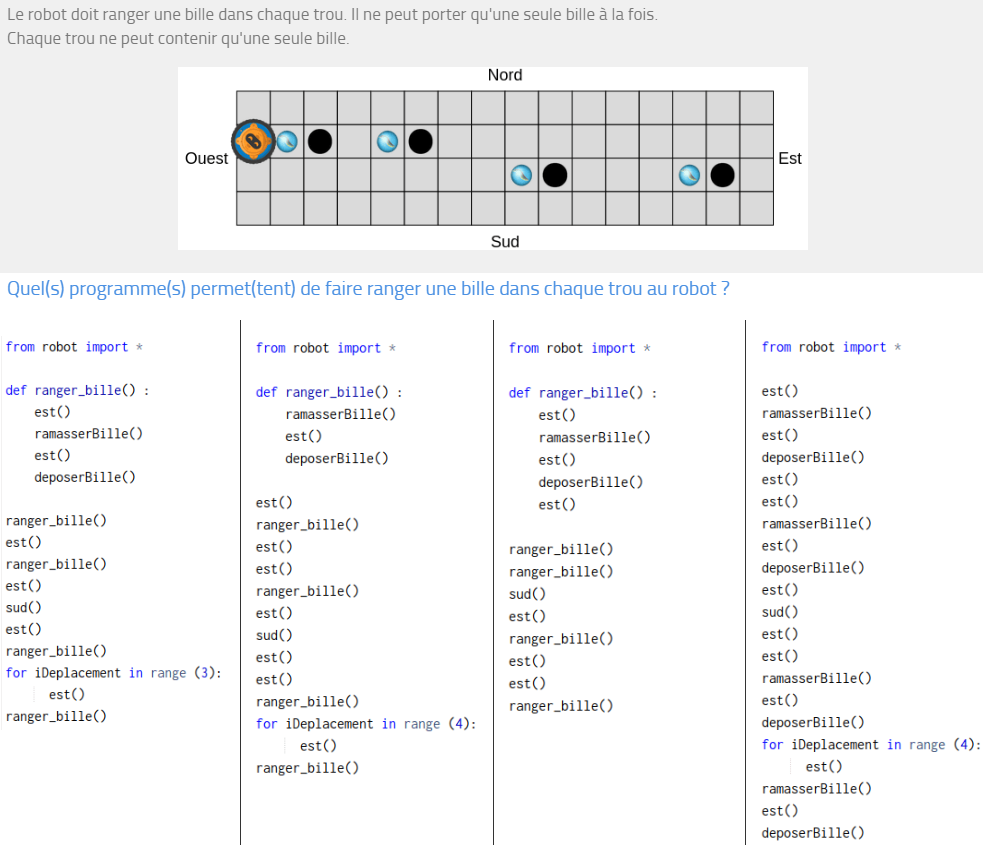 Le robot doit ranger une bille dans chaque trou. Il ne peut porter qu'une seule bille à la fois.
Chaque trou ne peut contenir qu'une seule bille.
Nord
Ouest
Est
Sud
Quel(s) programme(s) permet(tent) de faire ranger une bille dans chaque trou au robot ?
from robot import *
def ranger_bille() :
est()
ramasserBille()
est()
deposerBille()
ranger_bille()
est()
ranger_bille()
est()
sud()
est()
ranger_bille()
for iDeplacement in range (3):
est()
ranger_bille()
from robot import *
def ranger_bille() :
ramasserBille()
est()
deposerBille()
est()
ranger_bille()
est()
est()
ranger_bille()
est()
sud()
est()
est()
ranger_bille()
for iDeplacement in range (4):
est()
ranger_bille()
from robot import *
def ranger_bille() :
est()
ramasserBille()
est()
deposerBille()
est()
ranger_bille()
ranger_bille()
sud()
est()
ranger_bille()
est()
est()
ranger_bille()
from robot import *
est()
ramasserBille()
est()
deposerBille()
est()
est()
ramasserBille()
est()
deposerBille()
est()
sud()
est()
est()
ramasserBille()
est()
deposerBille()
for iDeplacement in range (4):
est()
ramasserBille()
est()
deposerBille()